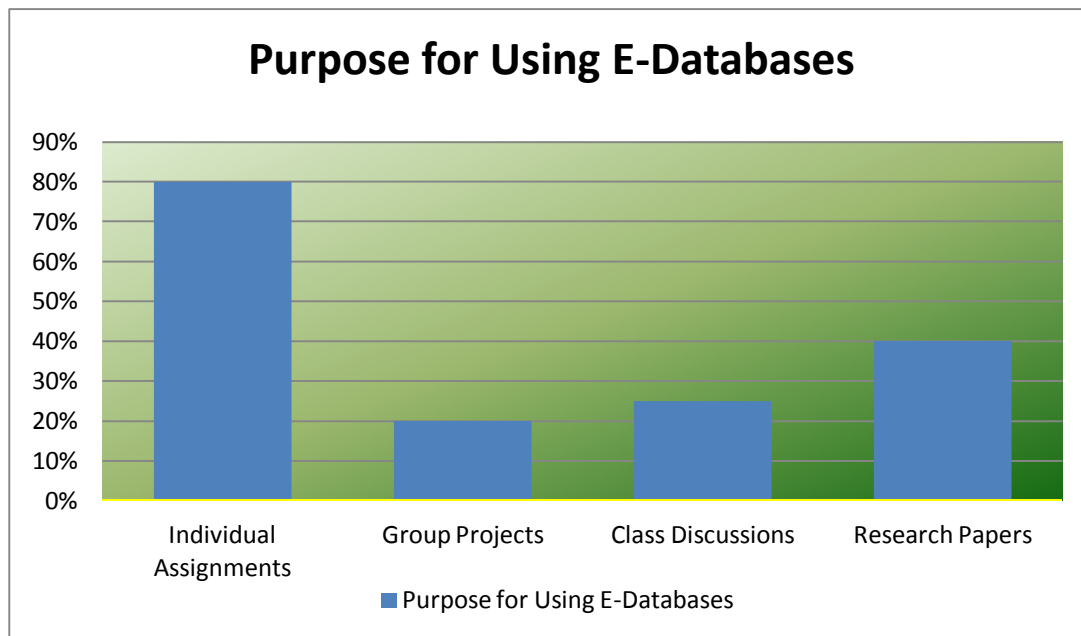 Purpose for Using E-Databases
90%
80%
70%
60%
50%
40%
30%
20%
10%
0%
Individual
Assignments
Group Projects
Class Discussions
Research Papers
Purpose for Using E-Databases